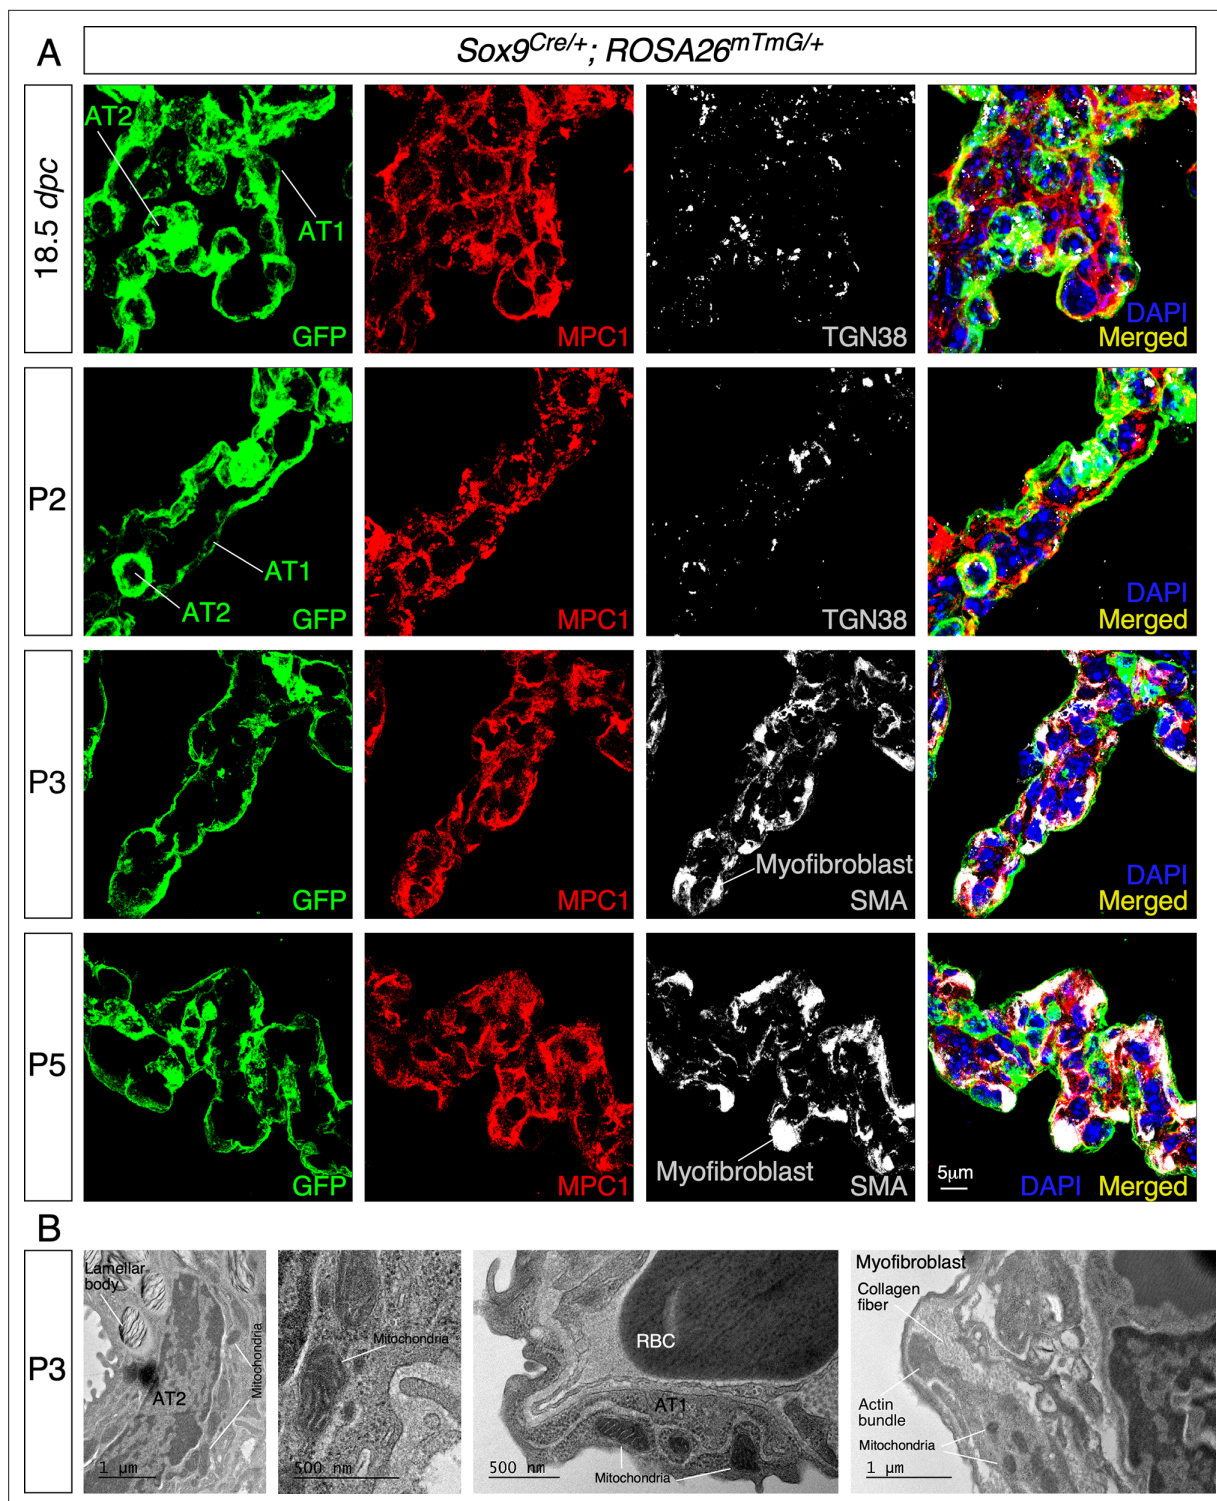 A
Sox9Cre/+; ROSA26mTmG/+
18.5 dpc
AT2
AT1
GFP
MPC1
TGN38
DAPI
Merged
P2
AT1
AT2
GFP
MPC1
TGN38
DAPI
Merged
P3
GFP
MPC1
Myofibroblast
SMA
DAPI
Merged
P5
GFP
MPC1
Myofibroblast
SMA
5μm
DAPI Merged
B
P3
Lamellar
body
Mitochondria
AT2
1 μm
Mitochondria
500 nm
RBC
AT1
Mitochondria
500 nm
Myofibroblast
Collagen
fiber
Actin
bundle
Mitochondria
1 μm